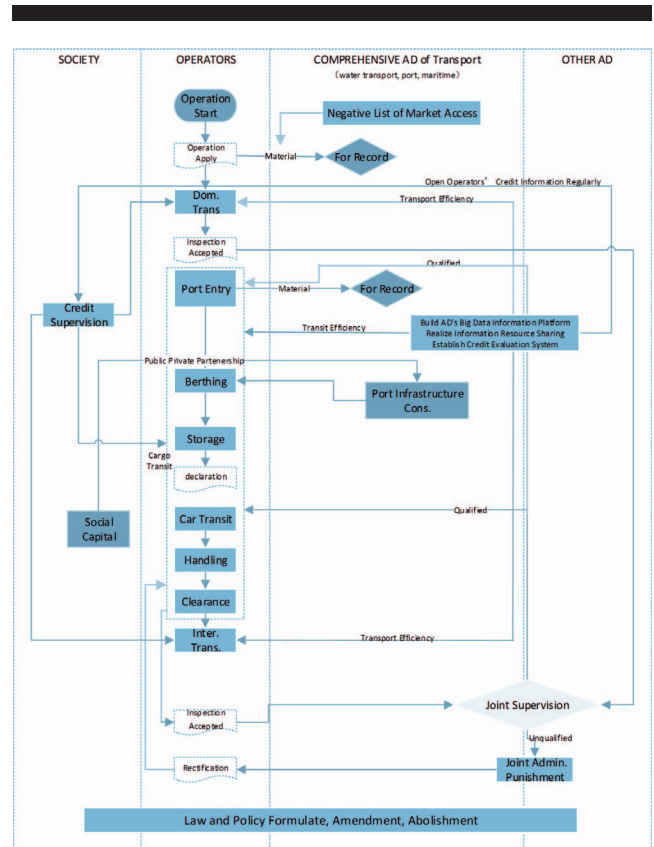 SOCIETY
OPERATORS
COMPREHENSIVE AD of Transport
(water transport, port, maritime)
OTHER AD
Operation
Start
Negative List of Market Access
Operation
Apply
Material
For Record
Open Operators' Credit Information Regularly
Dom.
Trans
Transport Efficiency
Inspection
Accepted
Qualified
Port Entry
Material
For Record
Credit
Supervision
Transit Efficiency
Build AD's Big Data Information Platform
Realize Information Resource Sharing
Establish Credit Evaluation System
Public Private Partenership
Berthing
Port Infrastructure
Cons.
Storage
Cargo
Transit
declaration
Social
Capital
Car Transit
Qualified
Handling
Clearance
Inter.
Trans.
Transport Efficiency
Inspection
Accepted
Joint Supervision
Unqualified
Rectification
Joint Admin.
Punishment
Law and Policy Formulate, Amendment, Abolishment